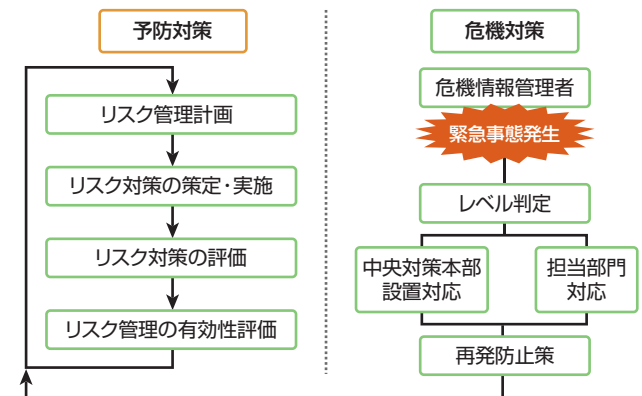 予防対策
リスク管理計画
リスク対策の策定・実施
リスク対策の評価
リスク管理の有効性評価
危機対策
危機情報管理者
緊急事態発生
レベル判定
中央対策本部
設置対応
担当部門
対応
再発防止策